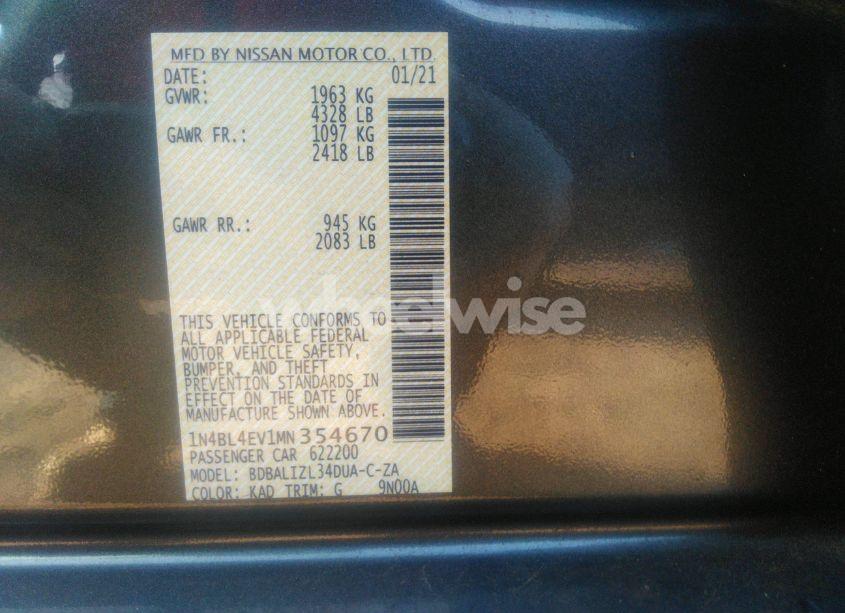 MFD BY NISSAN MOTOR CO., LTD.
DATE: 01/21
GVWR: 1963 KG
4328 LB
GAWR FR.: 1097 KG
2418 LB
GAWR RR.: 945 KG
2083 LB
wheelwise
THIS VEHICLE CONFORMS TO
ALL APPLICABLE FEDERAL
MOTOR VEHICLE SAFETY,
BUMPER, AND THEFT
PREVENTION STANDARDS IN
EFFECT ON THE DATE OF
MANUFACTURE SHOWN ABOVE.
1N4BL4EV1MN354670
PASSENGER CAR 622200
MODEL: BDBALIZL34DUA-C-ZA
COLOR: KAD TRIM: G 9N00A